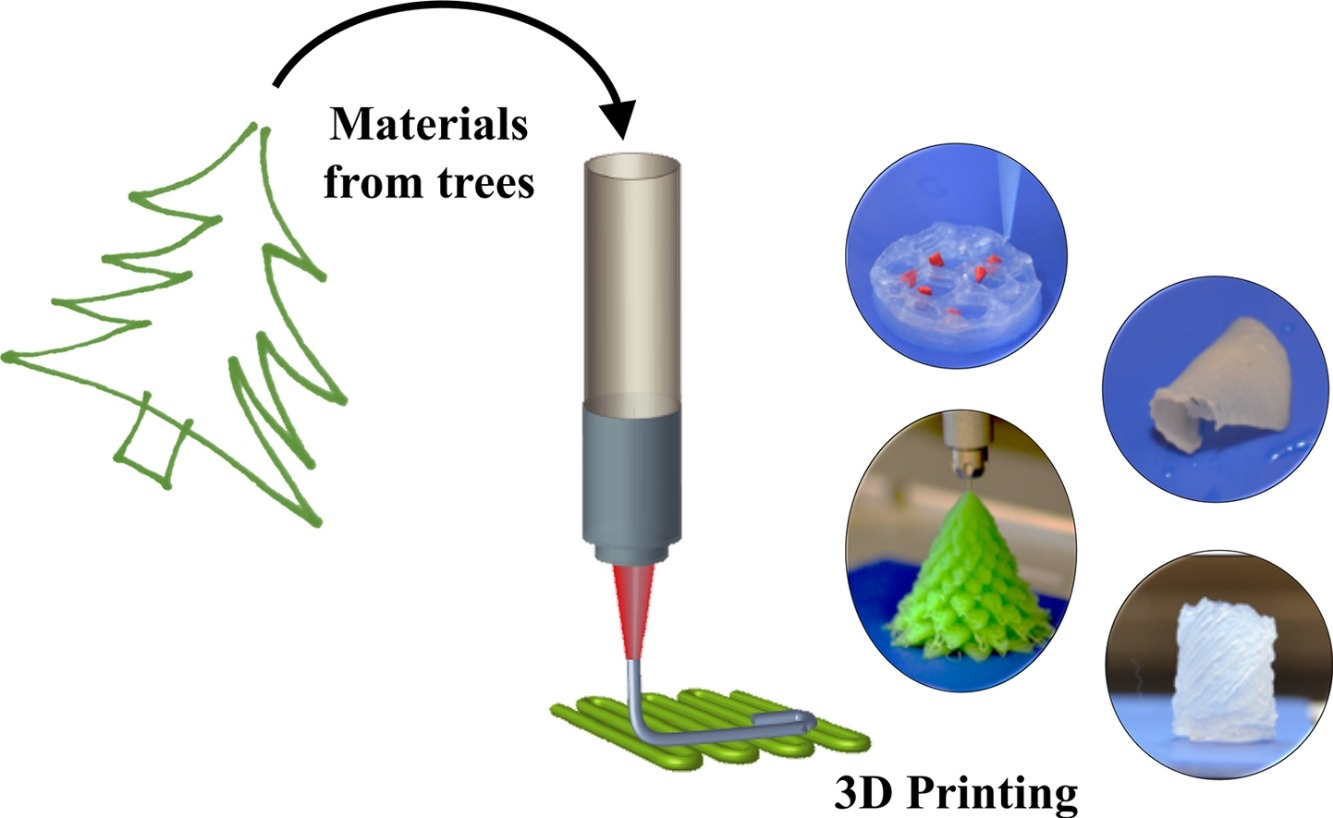 Materials
from trees
3D Printing